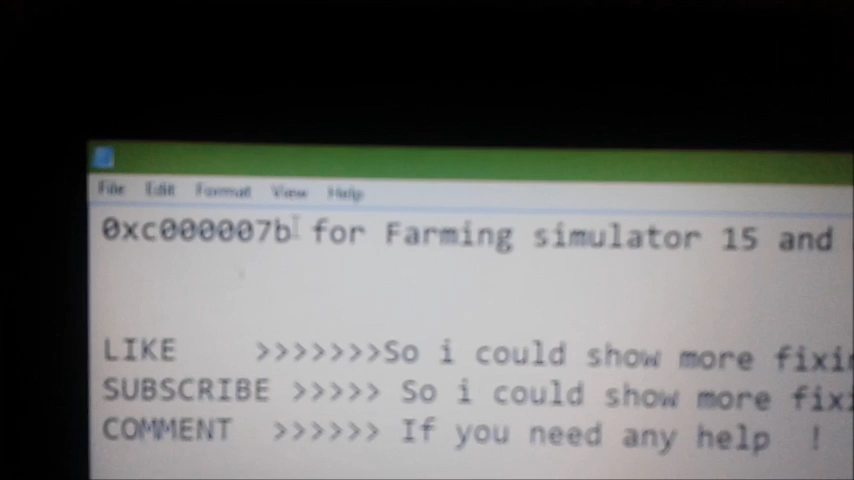 File Edit Format View Help
0xc000007b for Farming simulator 15 and
LIKE >>>>>>>So i could show more fixin
SUBSCRIBE >>>>> So i could show more fixi
COMMENT >>>>>> If you need any help !